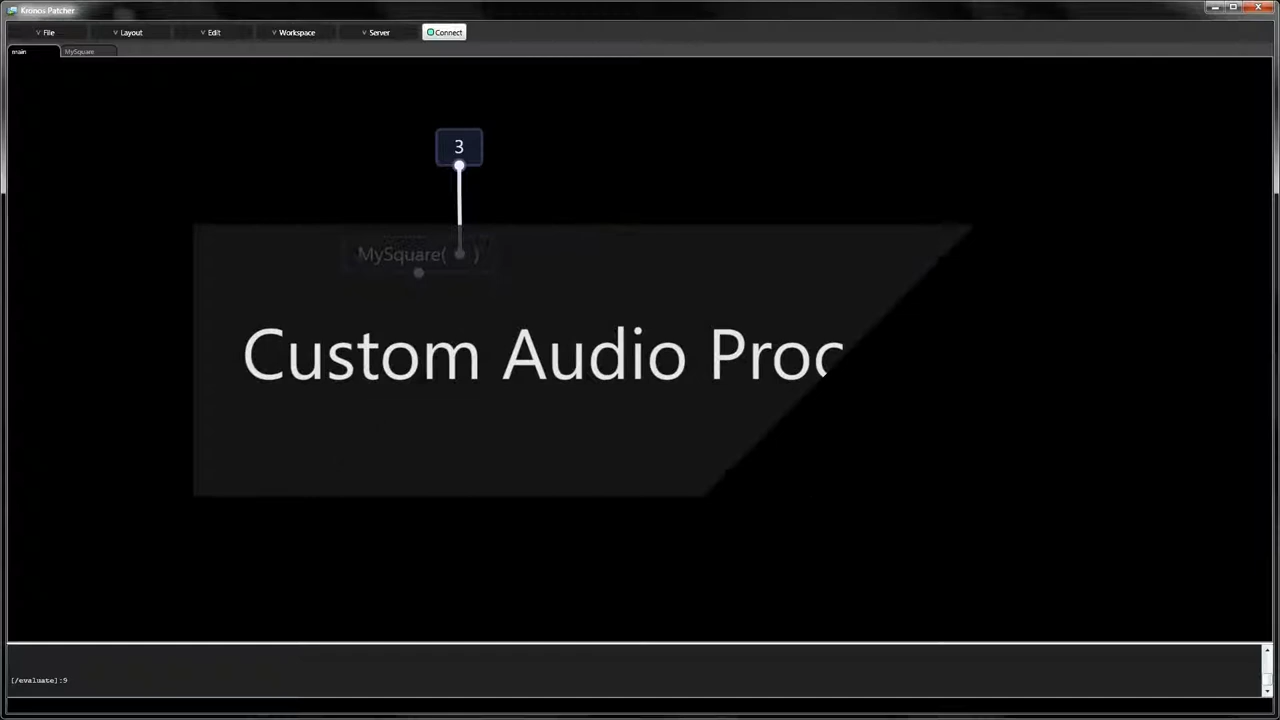 Kronos Patcher
v File v Layout v Edit v Workspace v Server Connect
main MySquare
3
MySquare( )
Custom Audio Proc
[/evaluate]:9